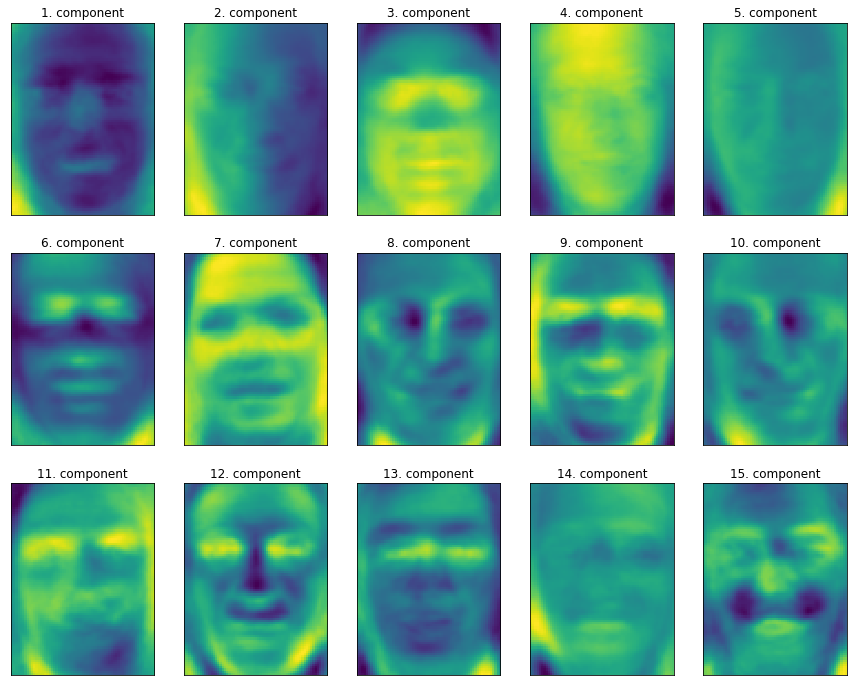 1. component
2. component
3. component
4. component
5. component
6. component
7. component
8. component
9. component
10. component
11. component
12. component
13. component
14. component
15. component